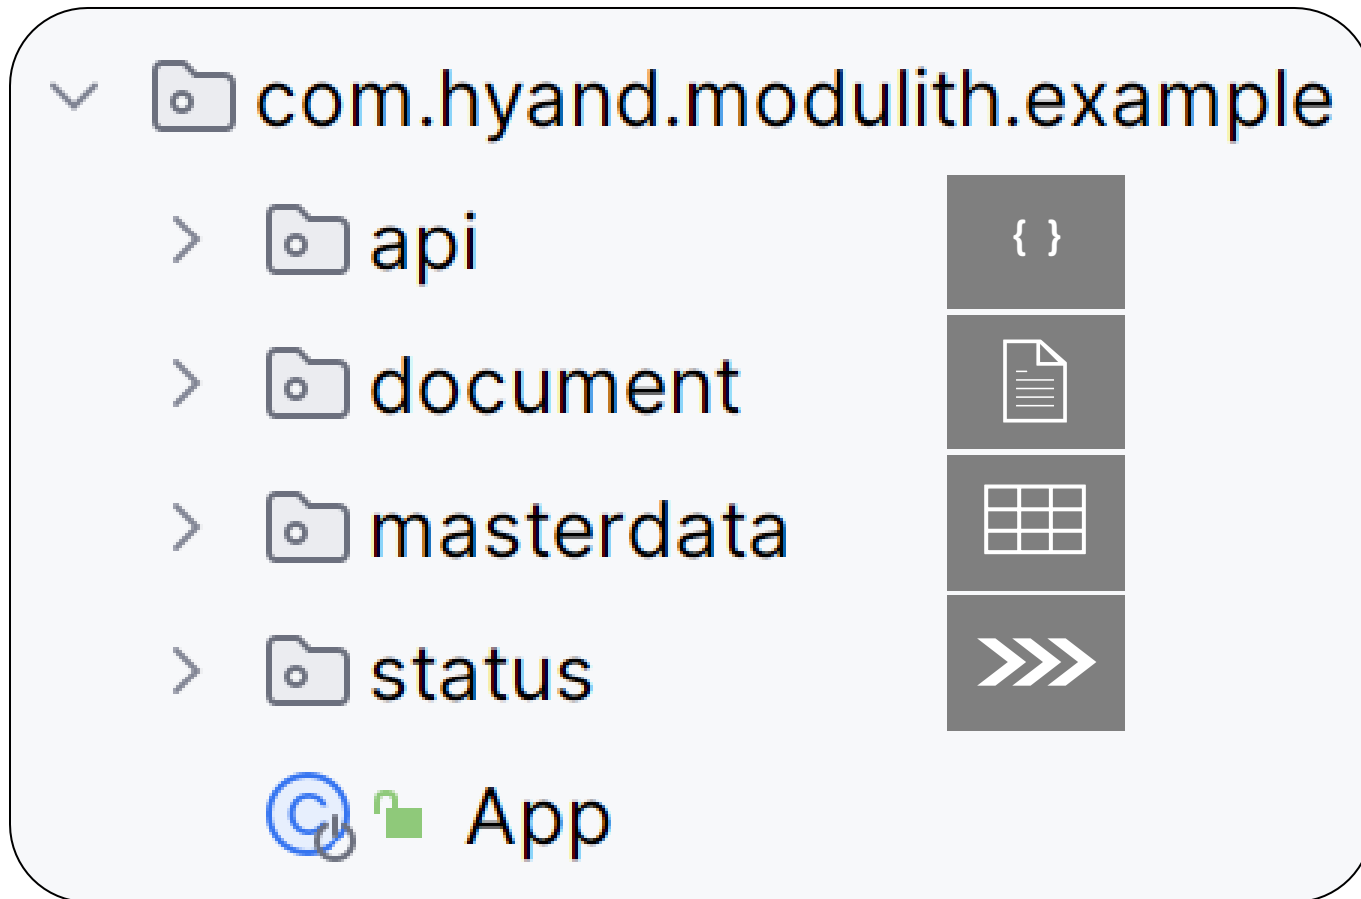 com.hyand.modulith.example
api
{ }
document
masterdata
status
App